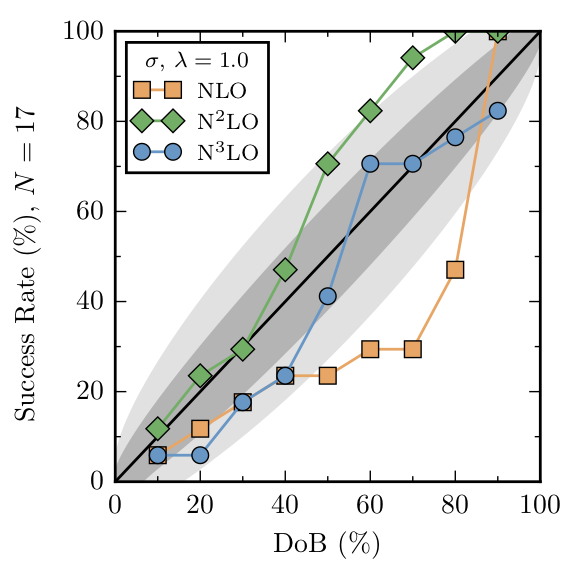 σ, λ = 1.0
NLO
N²LO
N³LO
100
80
60
40
20
0
Success Rate (%), N = 17
0 20 40 60 80 100
DoB (%)